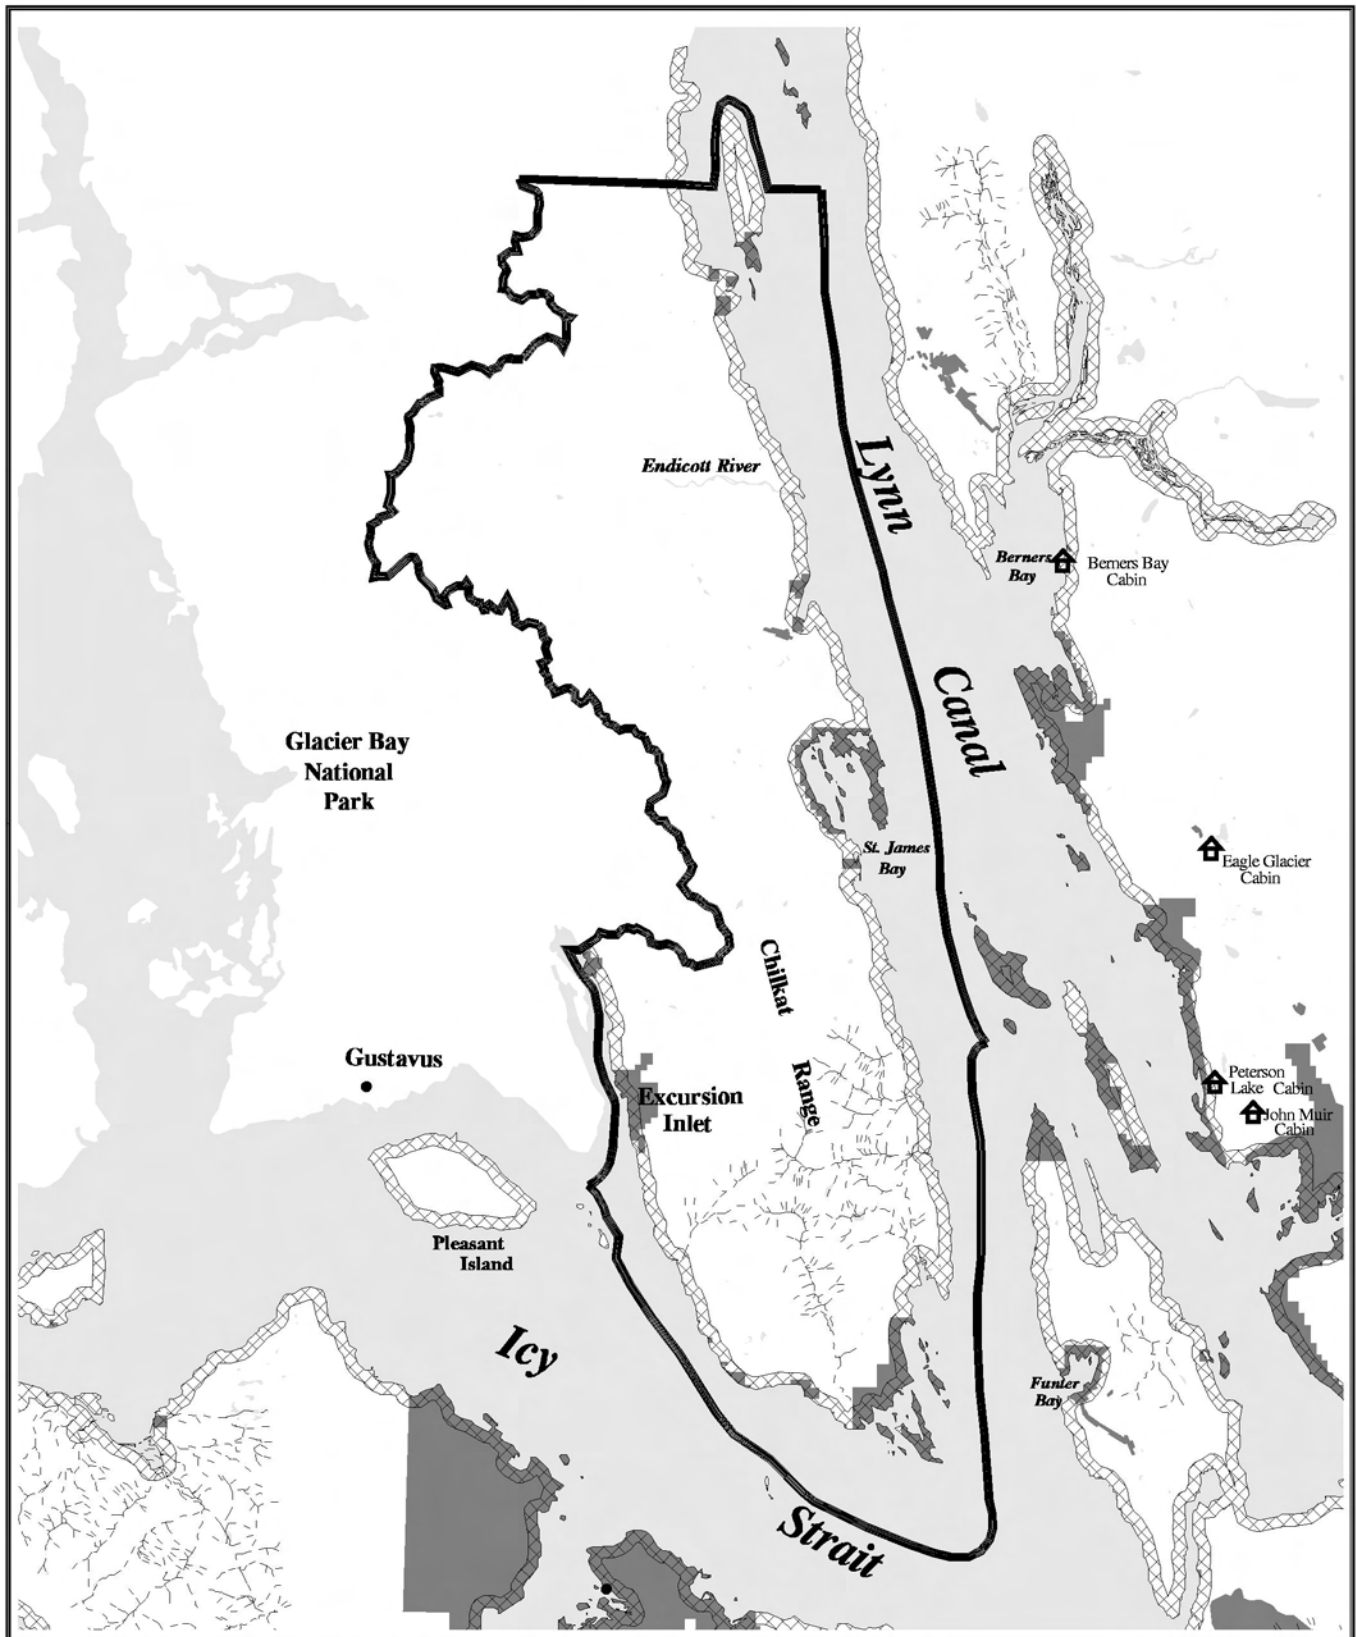 Lynn
Endicott River
Berners
Bay
Berners Bay
Cabin
Canal
Glacier Bay
National
Park
St. James
Bay
Eagle Glacier
Cabin
Chilkat
Range
Gustavus
Excursion
Inlet
Peterson
Lake Cabin
John Muir
Cabin
Pleasant
Island
Icy
Funter
Bay
Strait